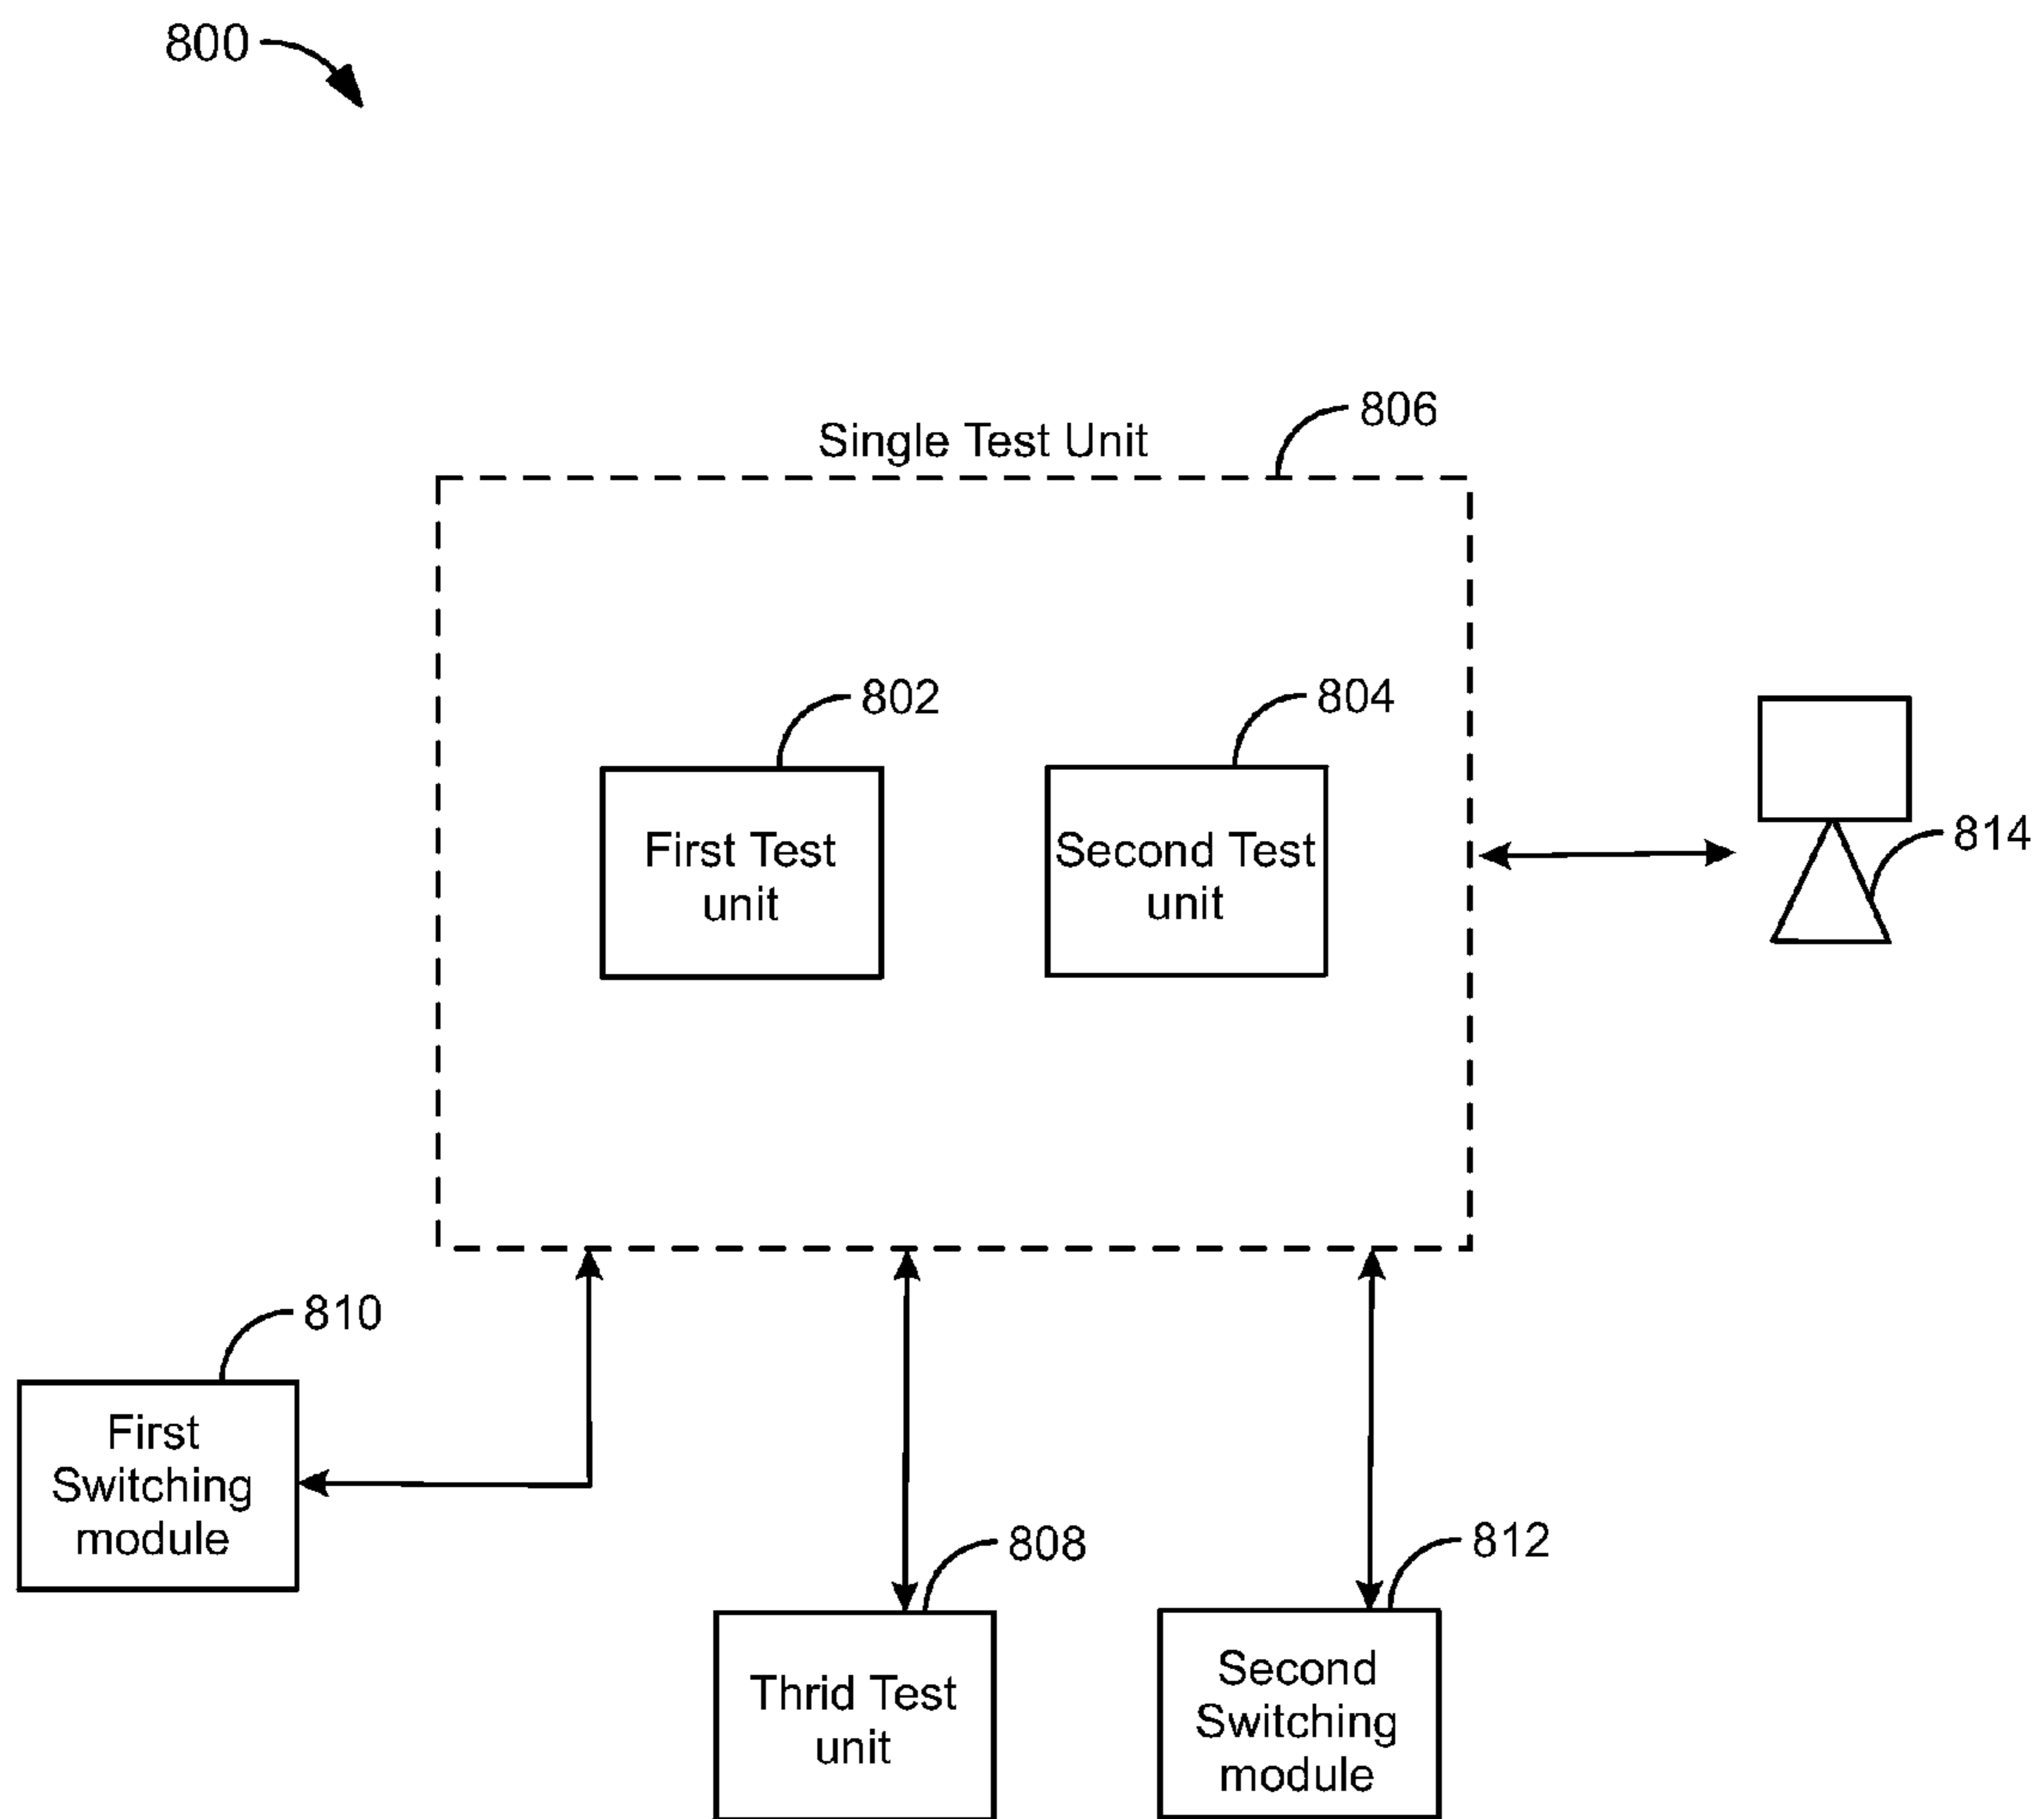 800
806
Single Test Unit
802
804
First Test
unit
Second Test
unit
814
810
First
Switching
module
808
812
Thrid Test
unit
Second
Switching
module